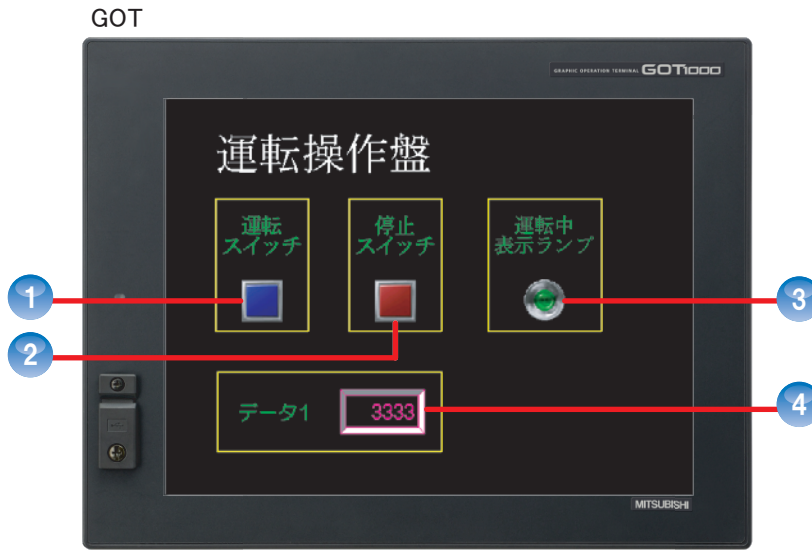 GOT
GRAPHIC OPERATION TERMINAL GOT1000
運転操作盤
運転
スイッチ
停止
スイッチ
運転中
表示ランプ
1
2
3
データ1
3333
4
MITSUBISHI